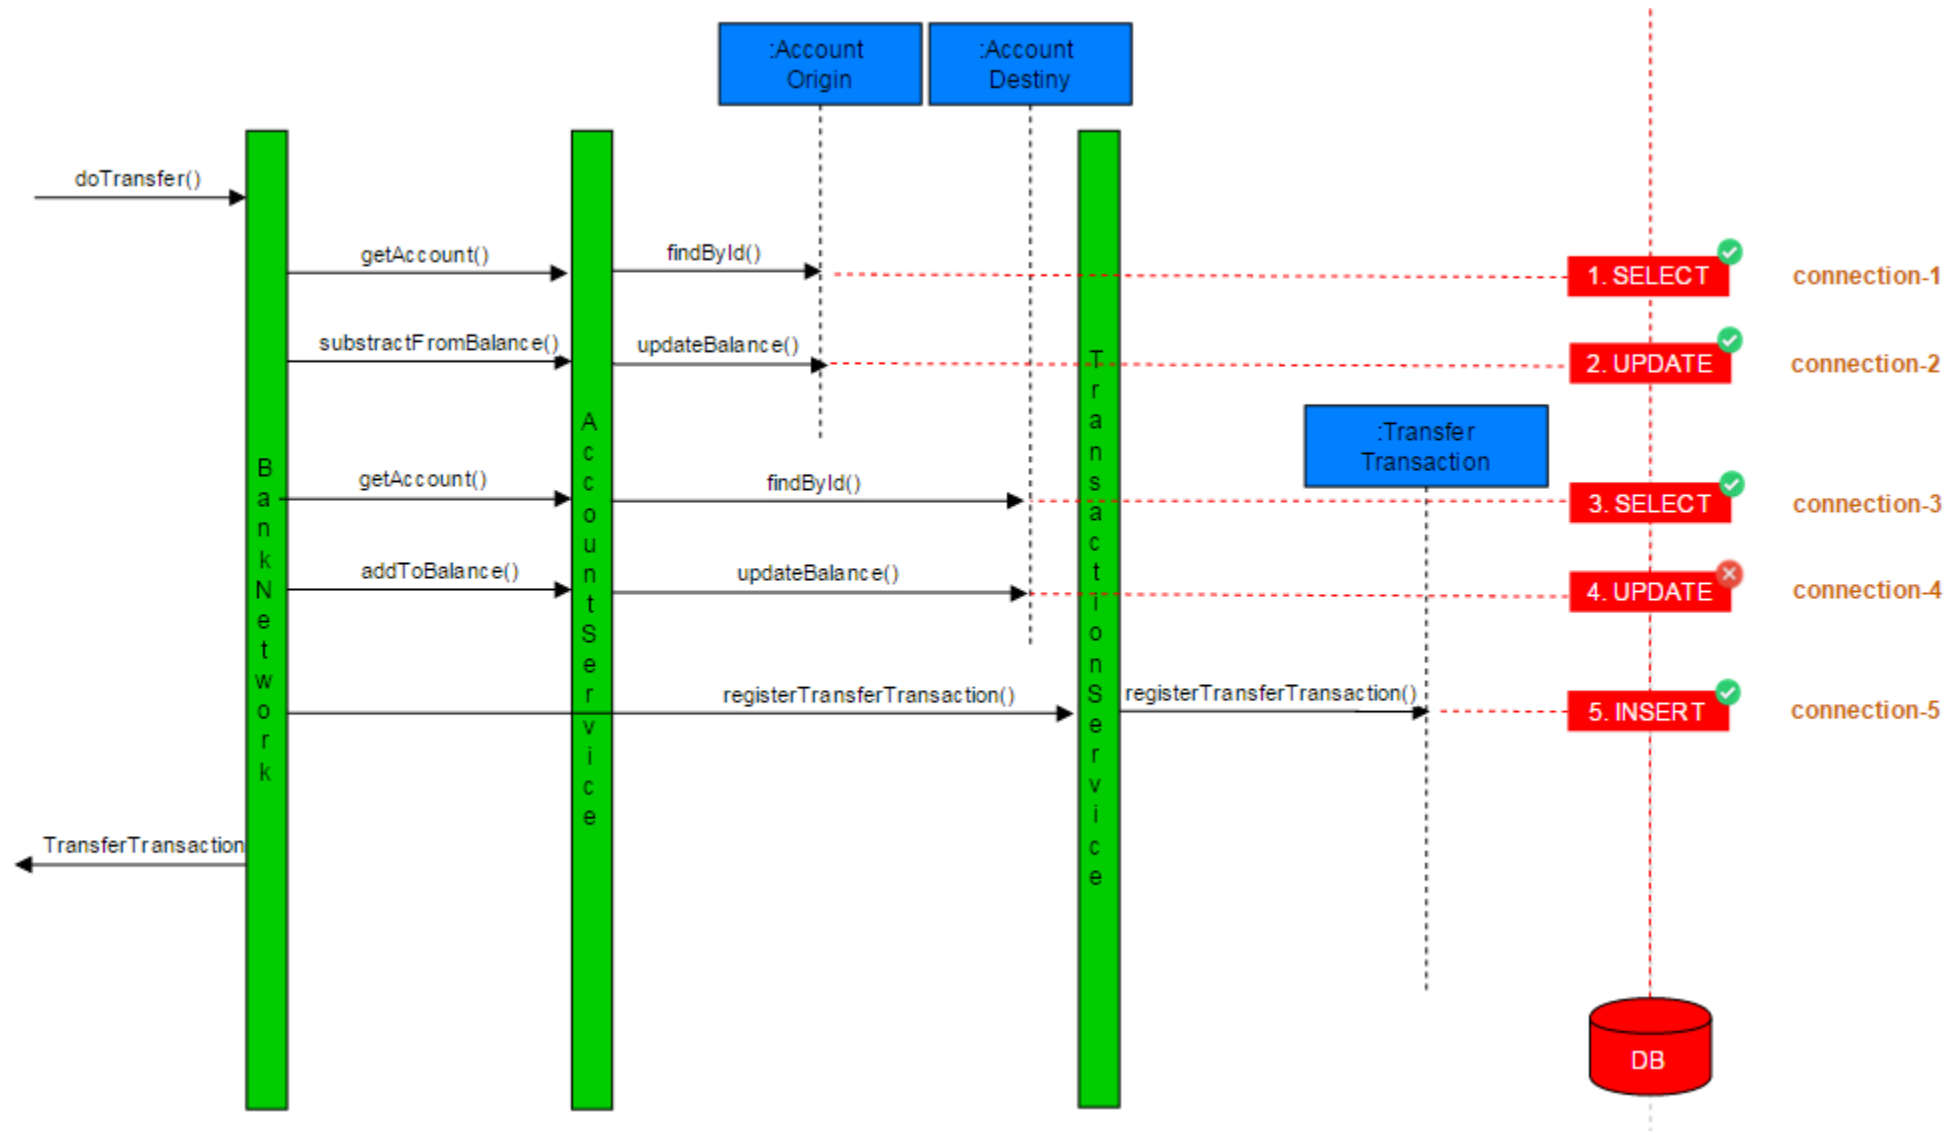 :Account
Origin
:Account
Destiny
doTransfer()
getAccount()
findById()
1. SELECT
connection-1
substractFromBalance()
updateBalance()
2. UPDATE
connection-2
:Transfer
Transaction
getAccount()
findById()
3. SELECT
connection-3
addToBalance()
updateBalance()
4. UPDATE
connection-4
registerTransferTransaction()
registerTransferTransaction()
5. INSERT
connection-5
TransferTransaction
BankNetwork
AccountService
TransactionService
DB